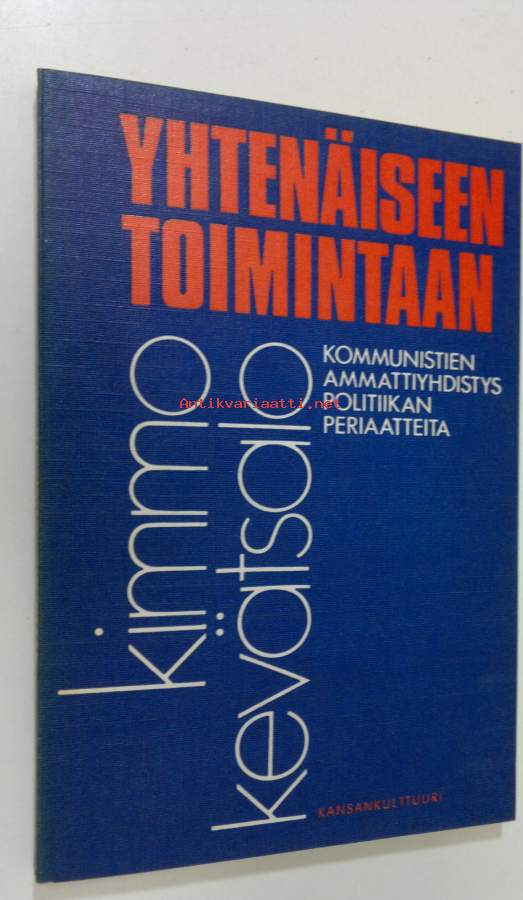 YHTENÄISEEN
TOIMINTAAN
kimmo
kevätsalo
KOMMUNISTIEN
AMMATTIYHDISTYS
POLITIIKAN
PERIAATTEITA
Antikvariaatti.net
KANSANKULTTUURI